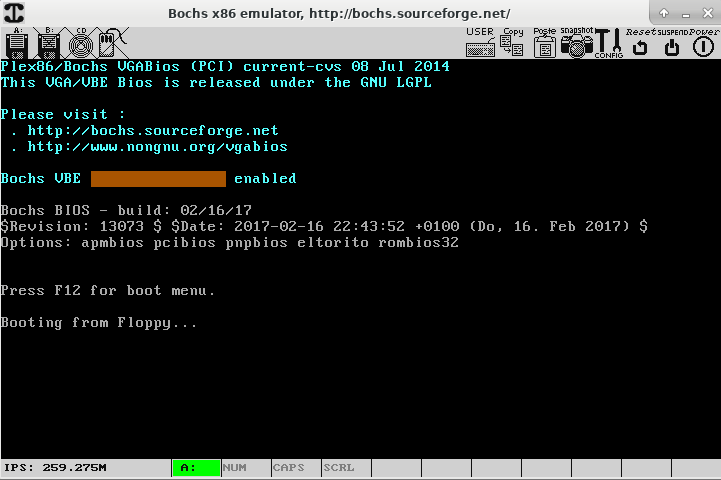 Bochs x86 emulator, http://bochs.sourceforge.net/
A: B: CD USER Copy Paste snapshot CONFIG Reset SUSPEND Power
Plex86/Bochs VGABios (PCI) current-cvs 08 Jul 2014
This VGA/VBE Bios is released under the GNU LGPL
Please visit :
. http://bochs.sourceforge.net
. http://www.nongnu.org/vgabios
Bochs VBE enabled
Bochs BIOS - build: 02/16/17
$Revision: 13073 $ $Date: 2017-02-16 22:43:52 +0100 (Do, 16. Feb 2017) $
Options: apmbios pcibios pnpbios eltorito rombios32
Press F12 for boot menu.
Booting from Floppy...
IPS: 259.275M A: NUM CAPS SCRL